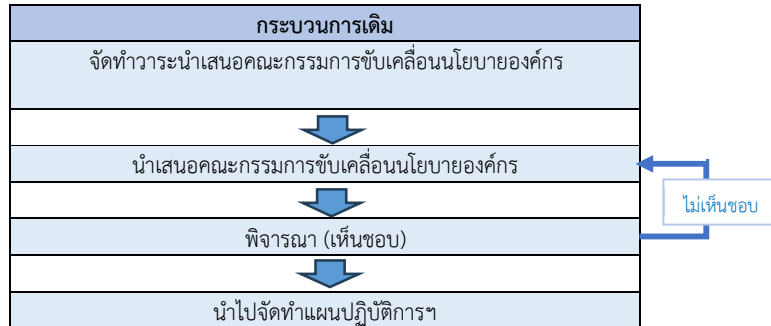 กระบวนการเดิม
จัดทำวาระนำเสนอคณะกรรมการขับเคลื่อนนโยบายองค์กร
นำเสนอคณะกรรมการขับเคลื่อนนโยบายองค์กร
ไม่เห็นชอบ
พิจารณา (เห็นชอบ)
นำไปจัดทำแผนปฏิบัติการฯ